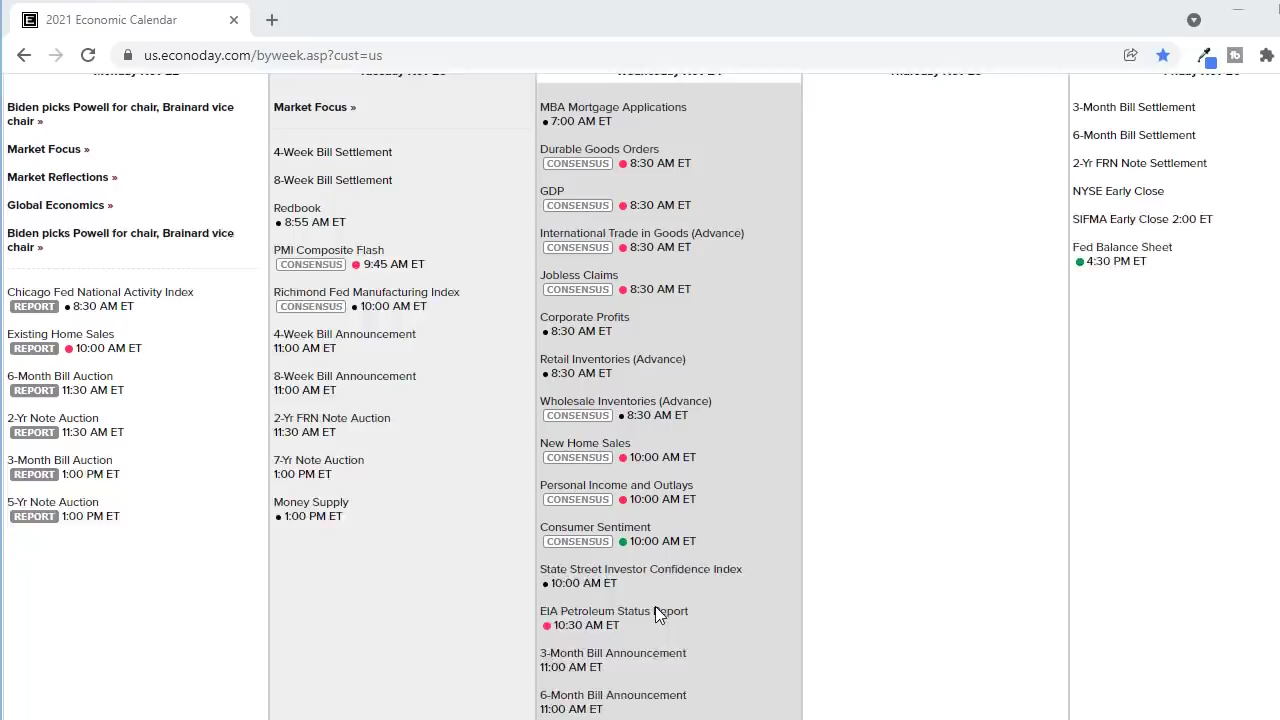 2021 Economic Calendar
us.econoday.com/byweek.asp?cust=us
Biden picks Powell for chair, Brainard vice
chair »
Market Focus »
Market Reflections »
Global Economics »
Biden picks Powell for chair, Brainard vice
chair »
Chicago Fed National Activity Index
REPORT 8:30 AM ET
Existing Home Sales
REPORT 10:00 AM ET
6-Month Bill Auction
REPORT 11:30 AM ET
2-Yr Note Auction
REPORT 11:30 AM ET
3-Month Bill Auction
REPORT 1:00 PM ET
5-Yr Note Auction
REPORT 1:00 PM ET
Market Focus »
4-Week Bill Settlement
8-Week Bill Settlement
Redbook
8:55 AM ET
PMI Composite Flash
CONSENSUS 9:45 AM ET
Richmond Fed Manufacturing Index
CONSENSUS 10:00 AM ET
4-Week Bill Announcement
11:00 AM ET
8-Week Bill Announcement
11:00 AM ET
2-Yr FRN Note Auction
11:30 AM ET
7-Yr Note Auction
1:00 PM ET
Money Supply
1:00 PM ET
MBA Mortgage Applications
7:00 AM ET
Durable Goods Orders
CONSENSUS 8:30 AM ET
GDP
CONSENSUS 8:30 AM ET
International Trade in Goods (Advance)
CONSENSUS 8:30 AM ET
Jobless Claims
CONSENSUS 8:30 AM ET
Corporate Profits
8:30 AM ET
Retail Inventories (Advance)
8:30 AM ET
Wholesale Inventories (Advance)
CONSENSUS 8:30 AM ET
New Home Sales
CONSENSUS 10:00 AM ET
Personal Income and Outlays
CONSENSUS 10:00 AM ET
Consumer Sentiment
CONSENSUS 10:00 AM ET
State Street Investor Confidence Index
10:00 AM ET
EIA Petroleum Status Report
10:30 AM ET
3-Month Bill Announcement
11:00 AM ET
6-Month Bill Announcement
11:00 AM ET
3-Month Bill Settlement
6-Month Bill Settlement
2-Yr FRN Note Settlement
NYSE Early Close
SIFMA Early Close 2:00 ET
Fed Balance Sheet
4:30 PM ET